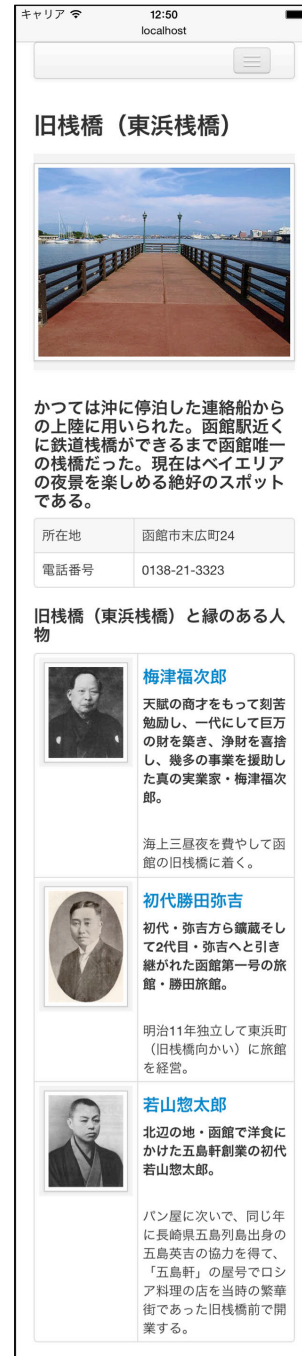 キャリア 12:50
localhost
旧桟橋（東浜桟橋）
かつては沖に停泊した連絡船から
の上陸に用いられた。函館駅近く
に鉄道桟橋ができるまで函館唯一
の桟橋だった。現在はベイエリア
の夜景を楽しめる絶好のスポット
である。
所在地 函館市末広町24
電話番号 0138-21-3323
旧桟橋（東浜桟橋）と縁のある人
物
梅津福次郎
天賦の商才をもって刻苦
勉励し、一代にして巨万
の財を築き、浄財を喜捨
し、幾多の事業を援助し
た真の実業家・梅津福次
郎。
海上三昼夜を費やして函
館の旧桟橋に着く。
初代勝田弥吉
初代・弥吉方ら鑛蔵そし
て2代目・弥吉へと引き
継がれた函館第一号の旅
館・勝田旅館。
明治11年独立して東浜町
（旧桟橋向かい）に旅館
を経営。
若山惣太郎
北辺の地・函館で洋食に
かけた五島軒創業の初代
若山惣太郎。
パン屋に次いで、同じ年
に長崎県五島列島出身の
五島英吉の協力を得て、
「五島軒」の屋号でロシ
ア料理の店を当時の繁華
街であった旧桟橋前で開
業する。